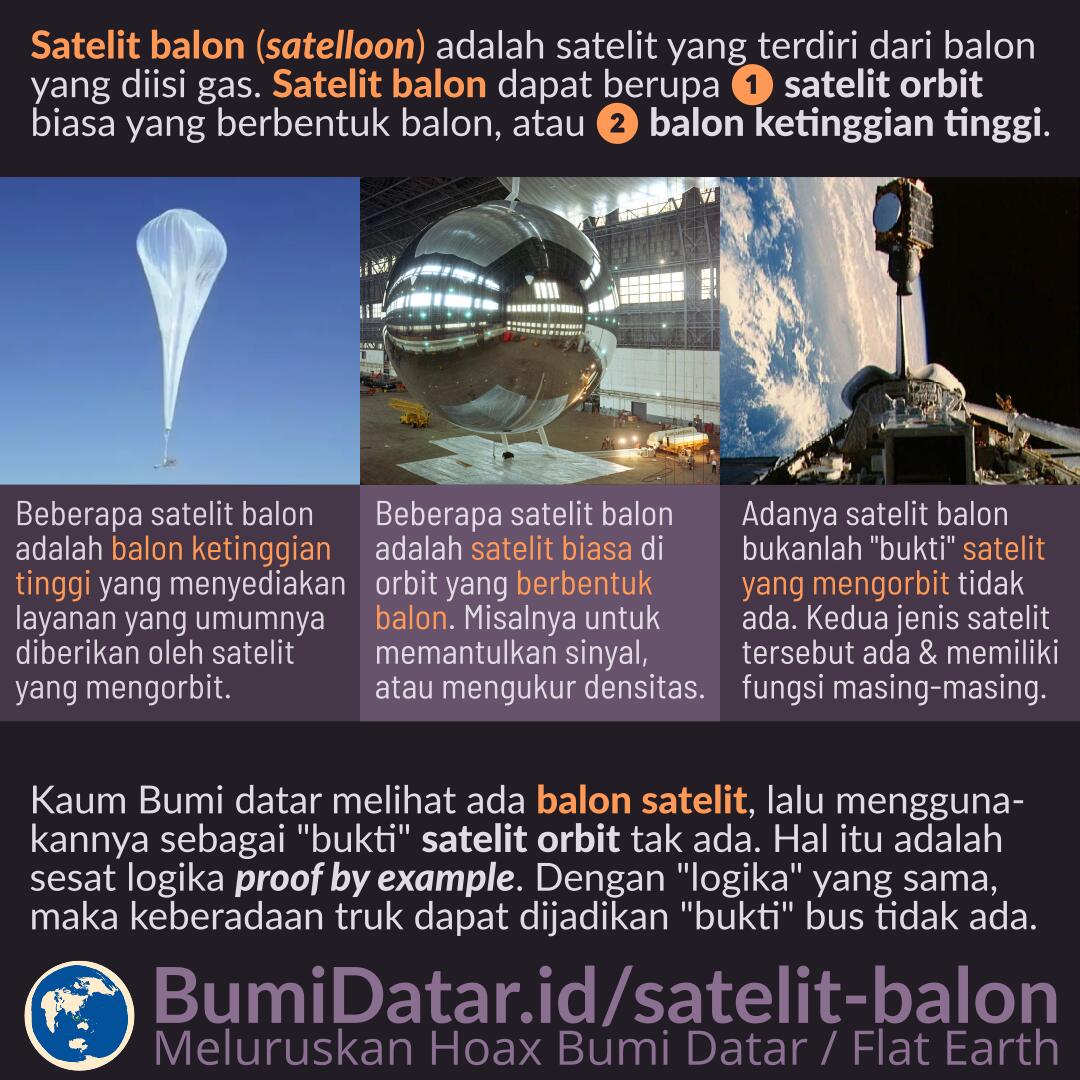 Satelit balon (satelloon) adalah satelit yang terdiri dari balon
yang diisi gas. Satelit balon dapat berupa 1 satelit orbit
biasa yang berbentuk balon, atau 2 balon ketinggian tinggi.
Beberapa satelit balon
adalah balon ketinggian
tinggi yang menyediakan
layanan yang umumnya
diberikan oleh satelit
yang mengorbit.
Beberapa satelit balon
adalah satelit biasa di
orbit yang berbentuk
balon. Misalnya untuk
memantulkan sinyal,
atau mengukur densitas.
Adanya satelit balon
bukanlah "bukti" satelit
yang mengorbit tidak
ada. Kedua jenis satelit
tersebut ada & memiliki
fungsi masing-masing.
Kaum Bumi datar melihat ada balon satelit, lalu mengguna-
kannya sebagai "bukti" satelit orbit tak ada. Hal itu adalah
sesat logika proof by example. Dengan "logika" yang sama,
maka keberadaan truk dapat dijadikan "bukti" bus tidak ada.
BumiDatar.id/satelit-balon
Meluruskan Hoax Bumi Datar / Flat Earth